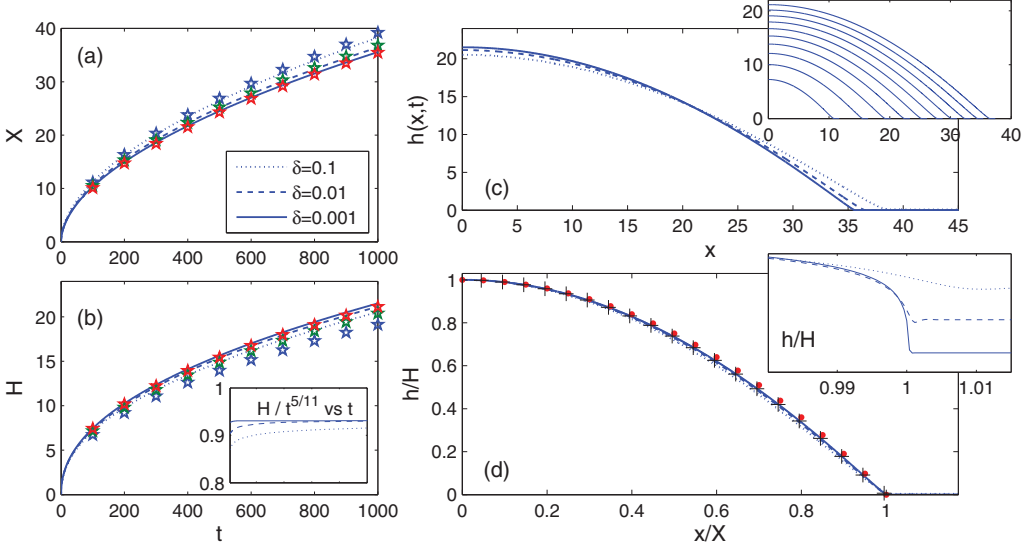 (a)
X
40
30
20
10
0
0 200 400 600 800 1000
δ=0.1
δ=0.01
δ=0.001
(b)
H
20
15
10
5
0
0 200 400 600 800 1000
t
H / t^5/11 vs t
1
0.9
0.8
(c)
h(x,t)
20
15
10
5
0
0 5 10 15 20 25 30 35 40 45
x
20
10
0
0 10 20 30 40
(d)
h/H
1
0.8
0.6
0.4
0.2
0
0 0.2 0.4 0.6 0.8 1
x/X
h/H
0.99 1 1.01